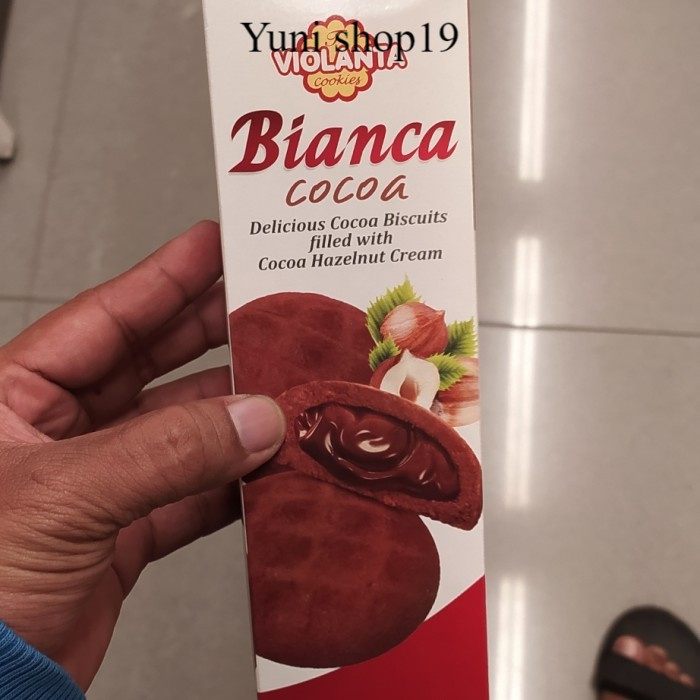 Yuni shop19
VIOLANTA
Cookies
Bianca
cocoa
Delicious Cocoa Biscuits
filled with
Cocoa Hazelnut Cream